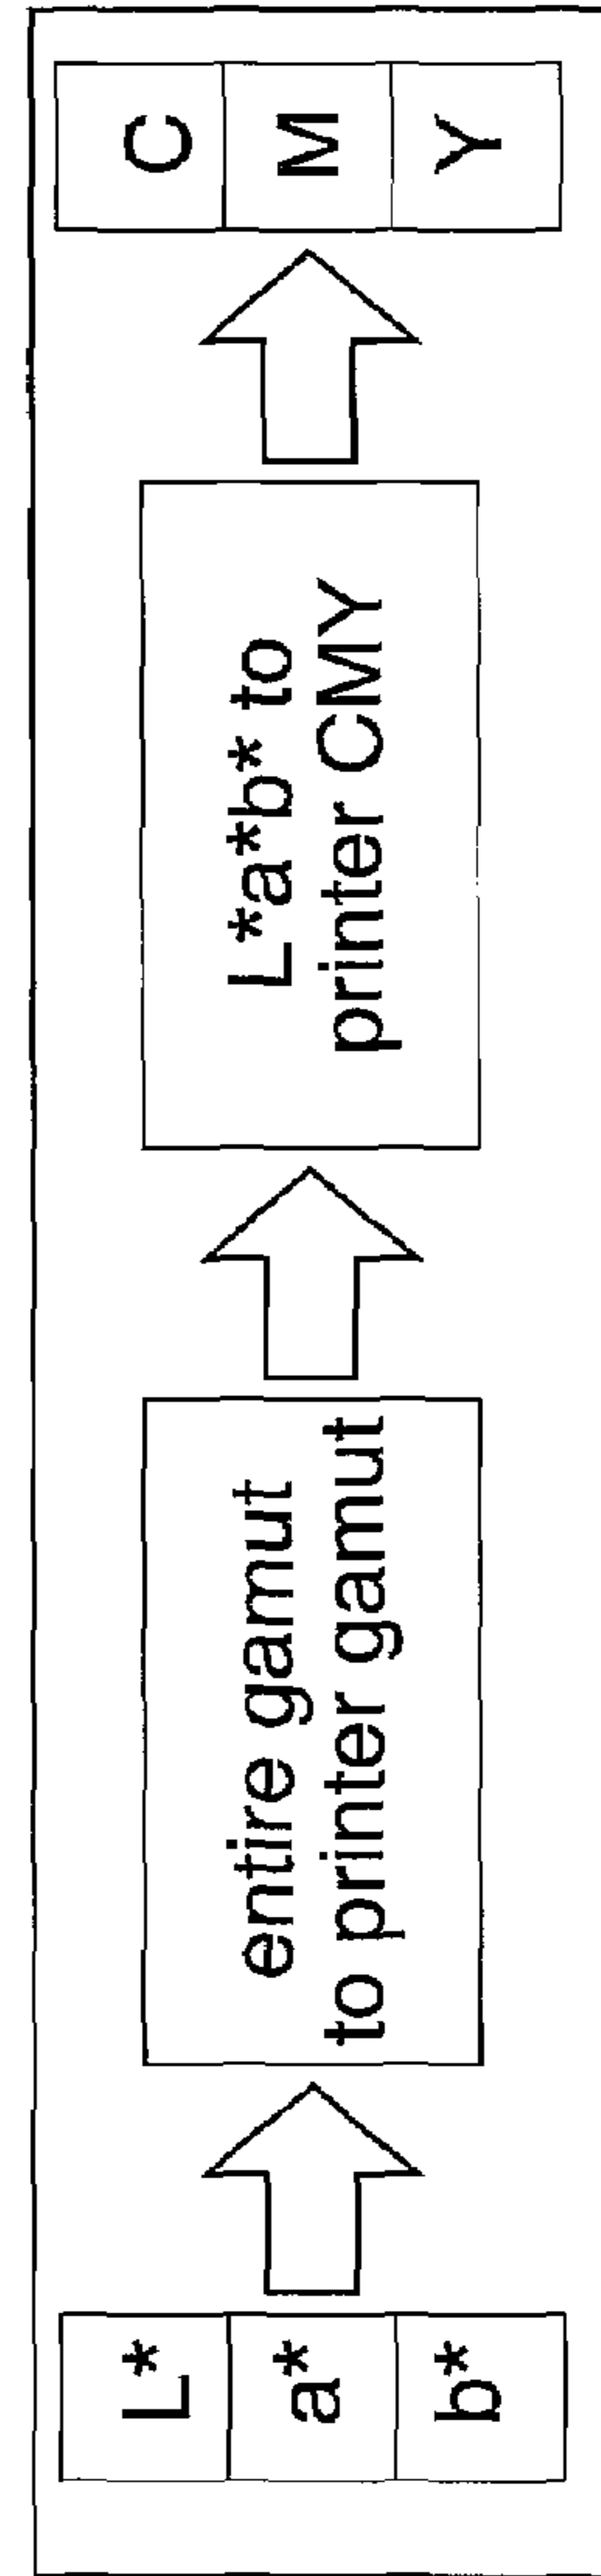 L*
a*
b*
entire gamut
to printer gamut
L*a*b* to
printer CMY
C
M
Y